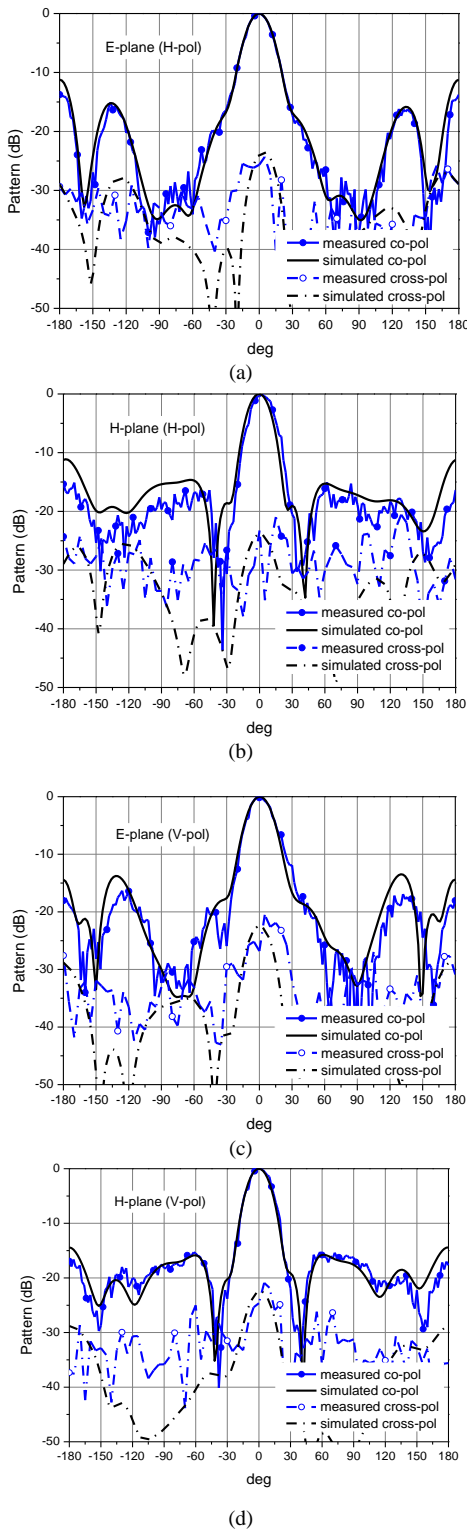 E-plane (H-pol)
Pattern (dB)
0
-10
-20
-30
-40
-50
measured co-pol
simulated co-pol
measured cross-pol
simulated cross-pol
-180 -150 -120 -90 -60 -30 0 30 60 90 120 150 180
deg
(a)
H-plane (H-pol)
Pattern (dB)
0
-10
-20
-30
-40
-50
measured co-pol
simulated co-pol
measured cross-pol
simulated cross-pol
-180 -150 -120 -90 -60 -30 0 30 60 90 120 150 180
deg
(b)
E-plane (V-pol)
Pattern (dB)
0
-10
-20
-30
-40
-50
measured co-pol
simulated co-pol
measured cross-pol
simulated cross-pol
-180 -150 -120 -90 -60 -30 0 30 60 90 120 150 180
deg
(c)
H-plane (V-pol)
Pattern (dB)
0
-10
-20
-30
-40
-50
measured co-pol
simulated co-pol
measured cross-pol
simulated cross-pol
-180 -150 -120 -90 -60 -30 0 30 60 90 120 150 180
deg
(d)